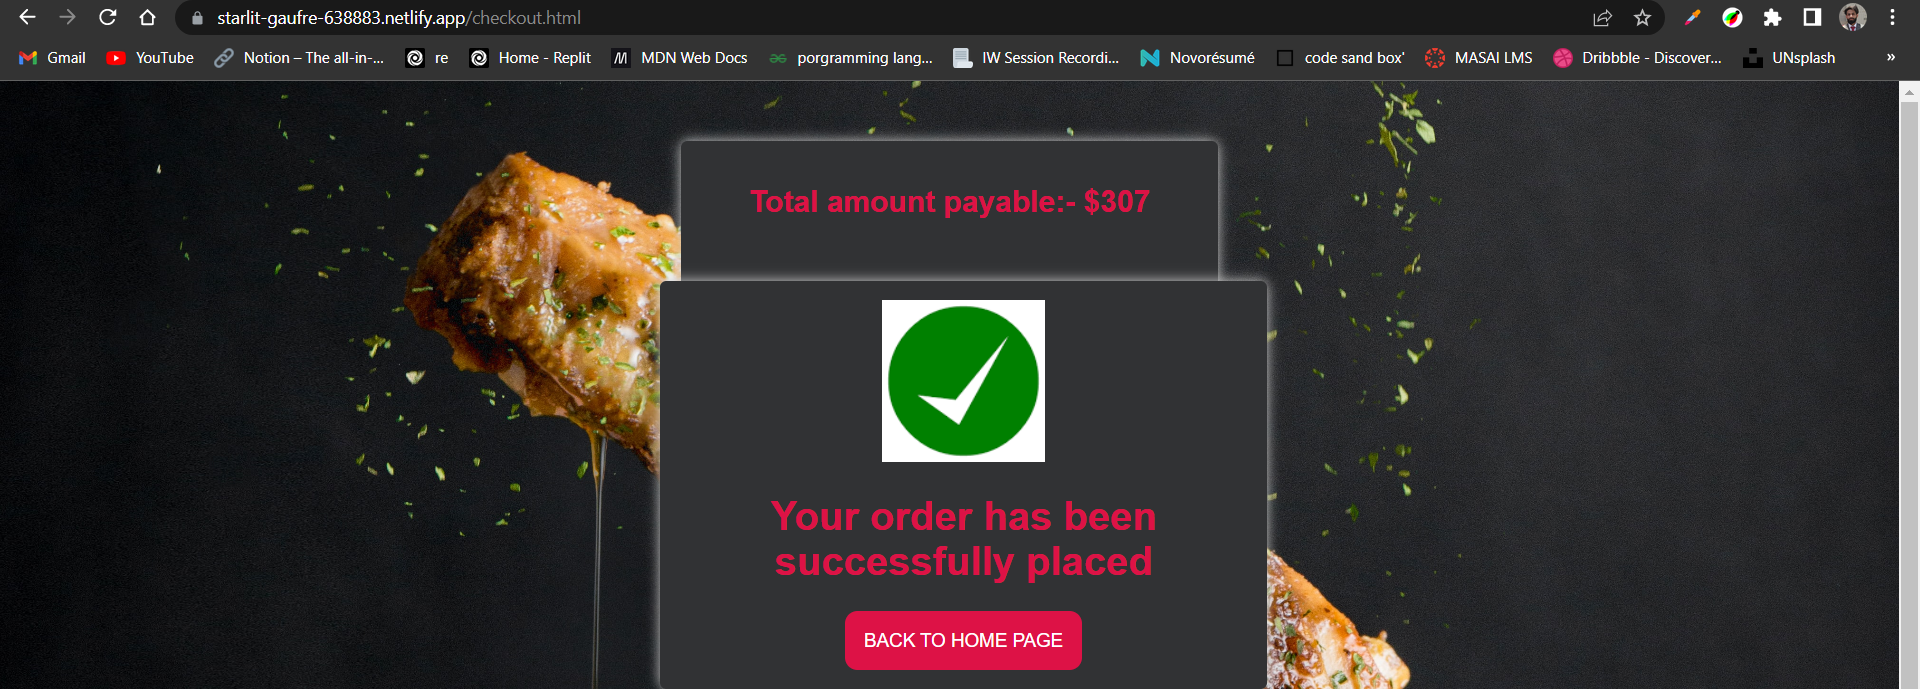 starlit-gaufre-638883.netlify.app/checkout.html
Gmail YouTube Notion – The all-in-... re Home - Replit MDN Web Docs porgramming lang... IW Session Recordi... Novorésumé code sand box' MASAI LMS Dribbble - Discover... UNsplash »
Total amount payable:- $307
Your order has been
successfully placed
BACK TO HOME PAGE